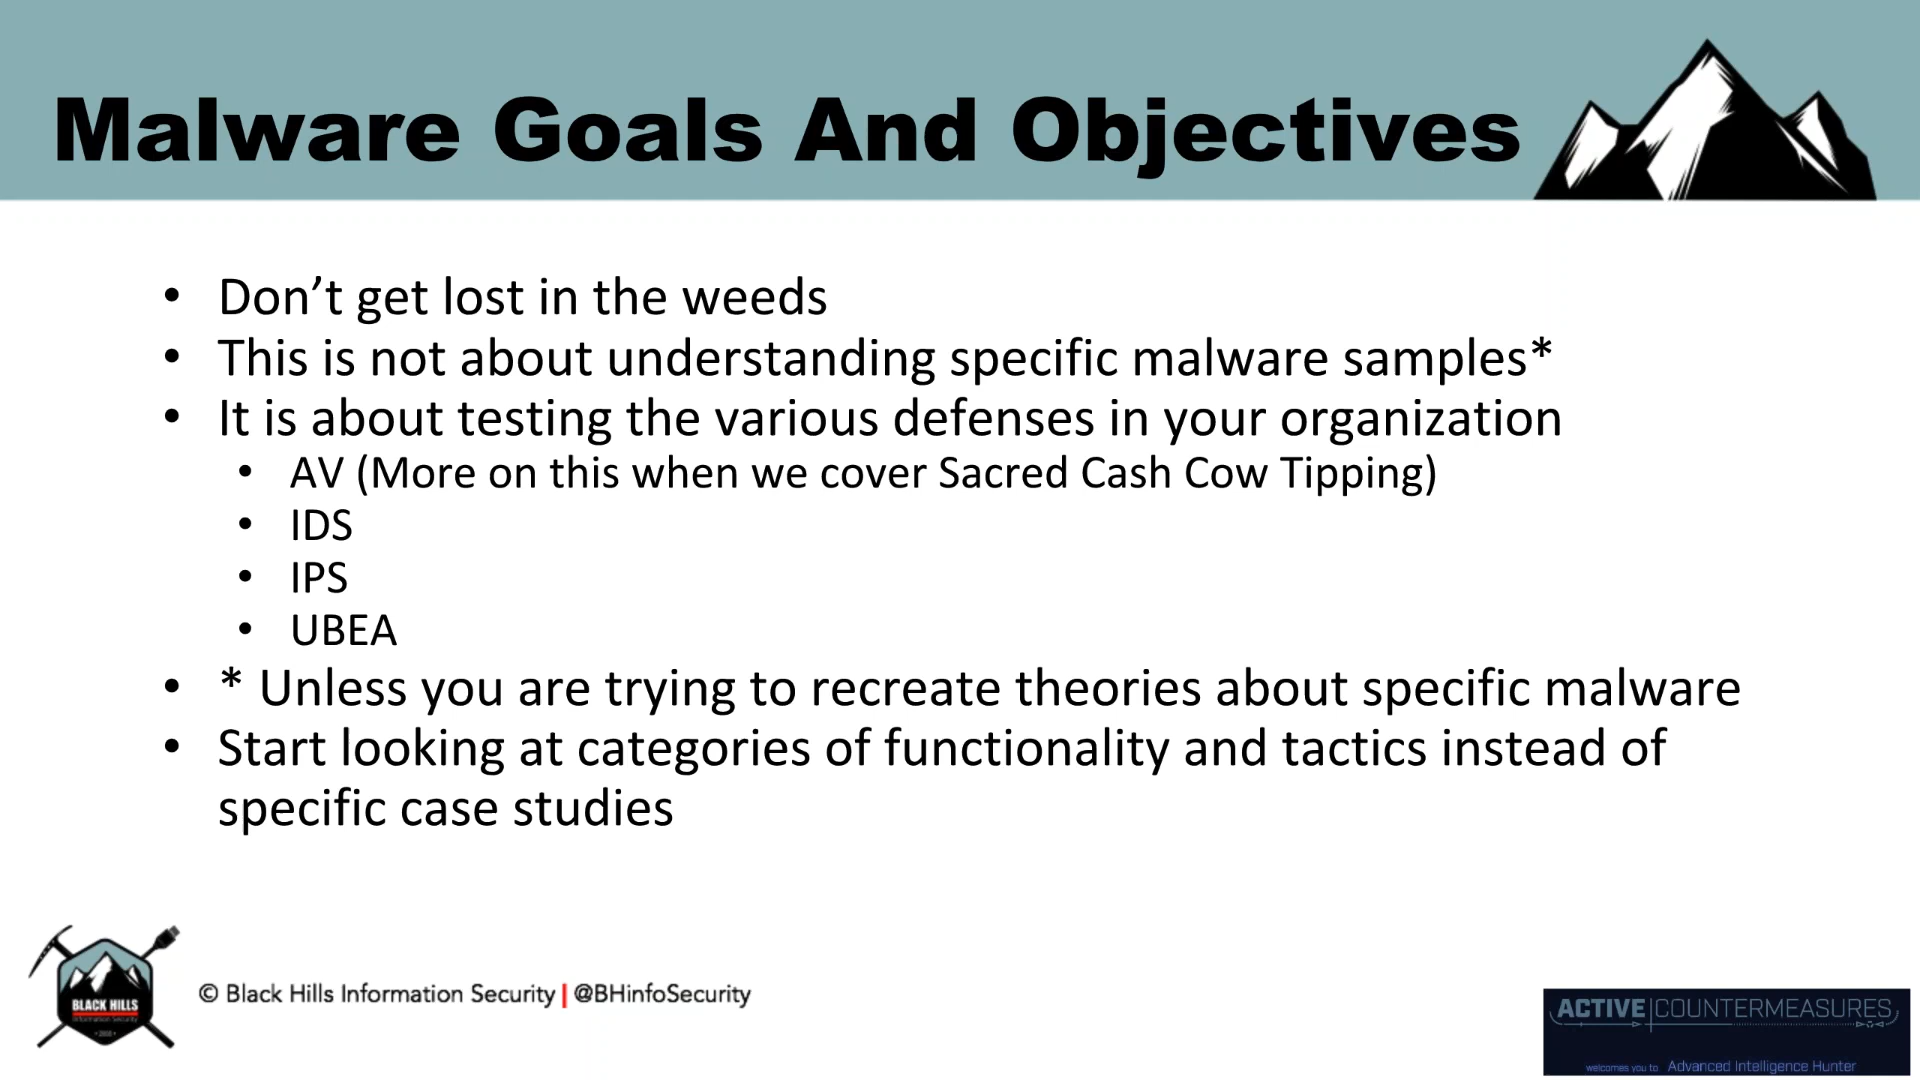 Malware Goals And Objectives
• Don’t get lost in the weeds
• This is not about understanding specific malware samples*
• It is about testing the various defenses in your organization
• AV (More on this when we cover Sacred Cash Cow Tipping)
• IDS
• IPS
• UBEA
• * Unless you are trying to recreate theories about specific malware
• Start looking at categories of functionality and tactics instead of
specific case studies
BLACK HILLS
Information Security
© Black Hills Information Security | @BHinfoSecurity
ACTIVE COUNTERMEASURES
welcomes you to Advanced Intelligence Hunter